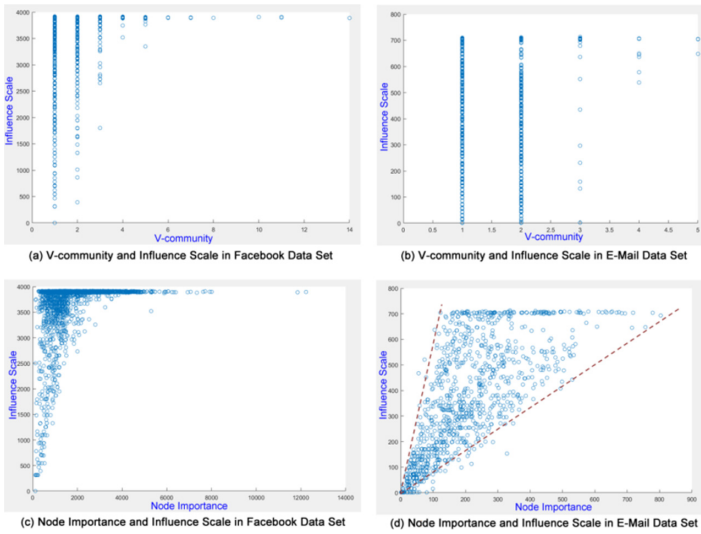 4000
3500
3000
2500
2000
1500
1000
500
0
Influence Scale
0 2 4 6 8 10 12 14
V-community
(a) V-community and Influence Scale in Facebook Data Set
800
700
600
500
400
300
200
100
0
Influence Scale
0 0.5 1 1.5 2 2.5 3 3.5 4 4.5 5
V-community
(b) V-community and Influence Scale in E-Mail Data Set
4000
3500
3000
2500
2000
1500
1000
500
0
Influence Scale
0 2000 4000 6000 8000 10000 12000 14000
Node Importance
(c) Node Importance and Influence Scale in Facebook Data Set
800
700
600
500
400
300
200
100
0
Influence Scale
0 100 200 300 400 500 600 700 800 900
Node Importance
(d) Node Importance and Influence Scale in E-Mail Data Set